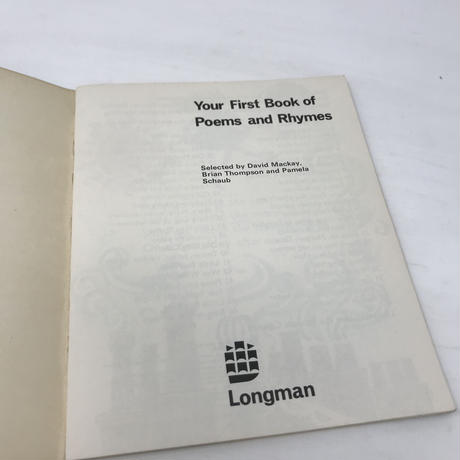 Your First Book of
Poems and Rhymes
Selected by David Mackay,
Brian Thompson and Pamela
Schaub
Longman